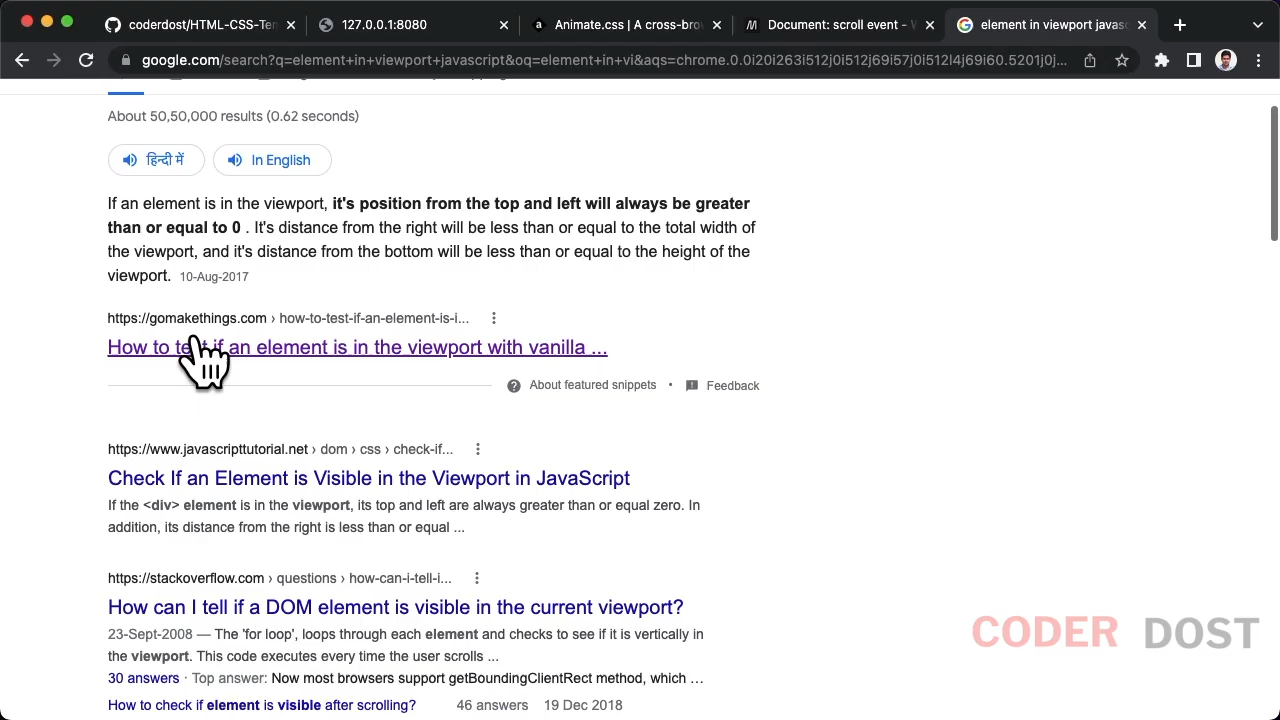 coderdost/HTML-CSS-Ten
127.0.0.1:8080
Animate.css | A cross-brow
Document: scroll event - W
element in viewport javasc
google.com/search?q=element+in+viewport+javascript&oq=element+in+vi&aqs=chrome.0.0i20i263i512j0i512j69i57j0i512l4j69i60.5201j0j...
About 50,50,000 results (0.62 seconds)
हिन्दी में In English
If an element is in the viewport, it's position from the top and left will always be greater
than or equal to 0 . It's distance from the right will be less than or equal to the total width of
the viewport, and it's distance from the bottom will be less than or equal to the height of the
viewport. 10-Aug-2017
https://gomakethings.com › how-to-test-if-an-element-is-i...
How to test if an element is in the viewport with vanilla ...
About featured snippets • Feedback
https://www.javascripttutorial.net › dom › css › check-if...
Check If an Element is Visible in the Viewport in JavaScript
If the <div> element is in the viewport, its top and left are always greater than or equal zero. In
addition, its distance from the right is less than or equal ...
https://stackoverflow.com › questions › how-can-i-tell-i...
How can I tell if a DOM element is visible in the current viewport?
23-Sept-2008 — The 'for loop', loops through each element and checks to see if it is vertically in
the viewport. This code executes every time the user scrolls ...
30 answers · Top answer: Now most browsers support getBoundingClientRect method, which ...
How to check if element is visible after scrolling? 46 answers 19 Dec 2018
CODER DOST